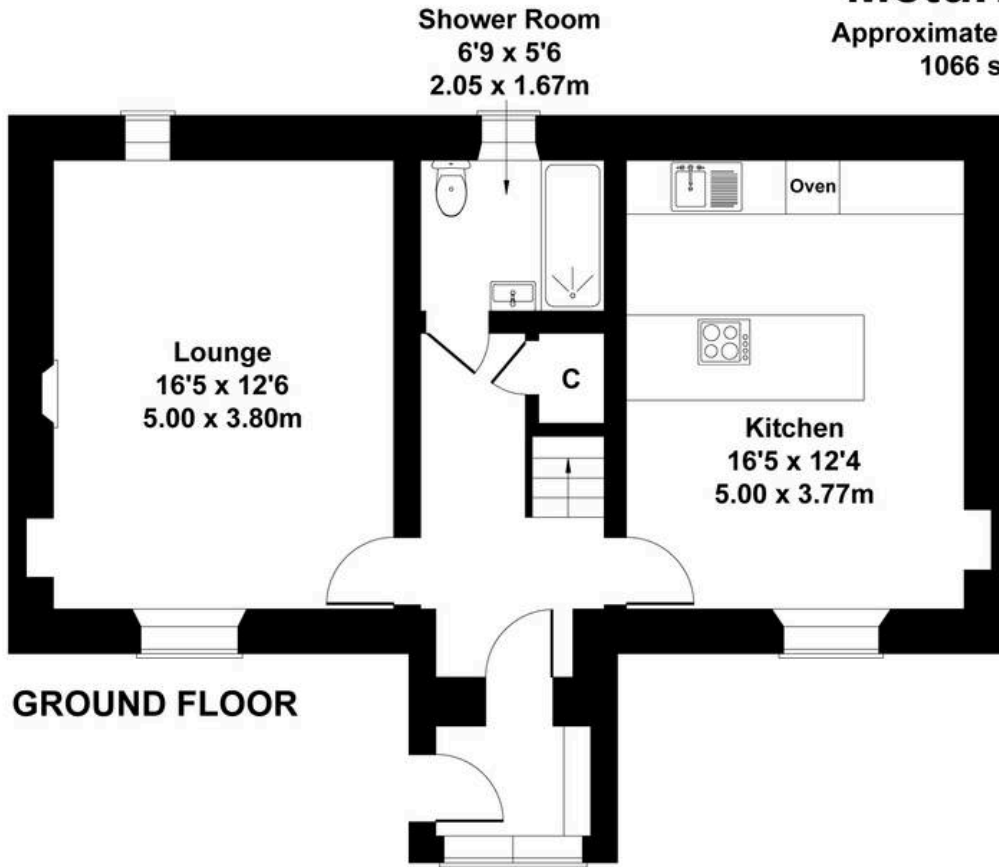 Approximate
1066 s
Shower Room
6'9 x 5'6
2.05 x 1.67m
Oven
Lounge
16'5 x 12'6
5.00 x 3.80m
C
Kitchen
16'5 x 12'4
5.00 x 3.77m
GROUND FLOOR